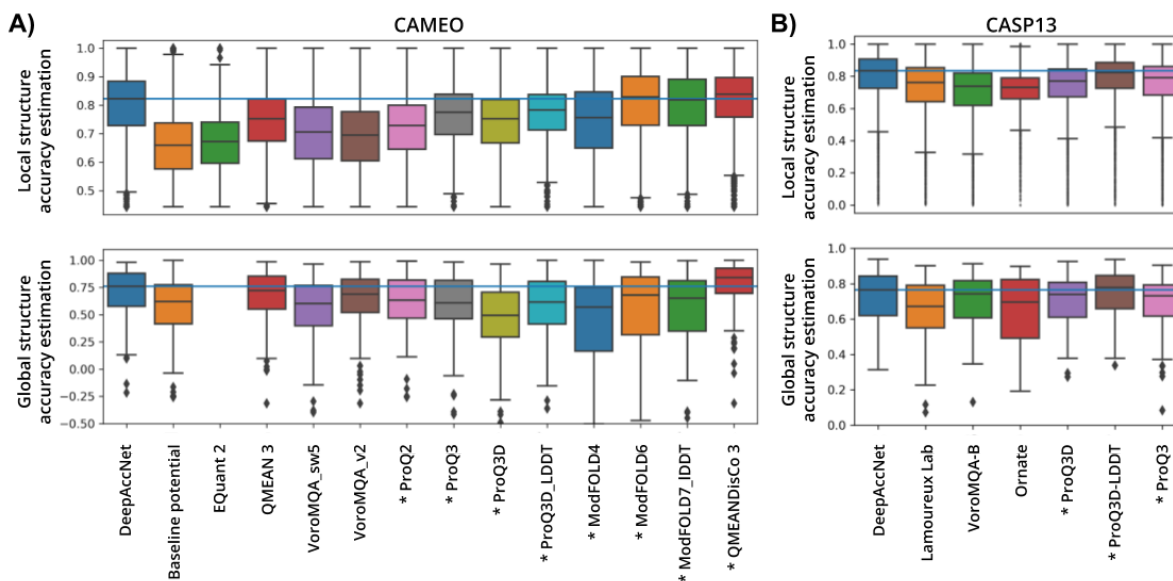 A)
CAMEO
Local structure
accuracy estimation
1.0
0.9
0.8
0.7
0.6
0.5
Global structure
accuracy estimation
1.00
0.75
0.50
0.25
0.00
−0.25
−0.50
DeepAccNet
Baseline potential
EQuant 2
QMEAN 3
VoroMQA_sw5
VoroMQA_v2
* ProQ2
* ProQ3
* ProQ3D
* ProQ3D_LDDT
* ModFOLD4
* ModFOLD6
* ModFOLD7_lDDT
* QMEANDisCo 3
B)
CASP13
Local structure
accuracy estimation
1.0
0.8
0.6
0.4
0.2
0.0
Global structure
accuracy estimation
1.0
0.8
0.6
0.4
0.2
0.0
DeepAccNet
Lamoureux Lab
VoroMQA-B
Ornate
* ProQ3D
* ProQ3D-LDDT
* ProQ3